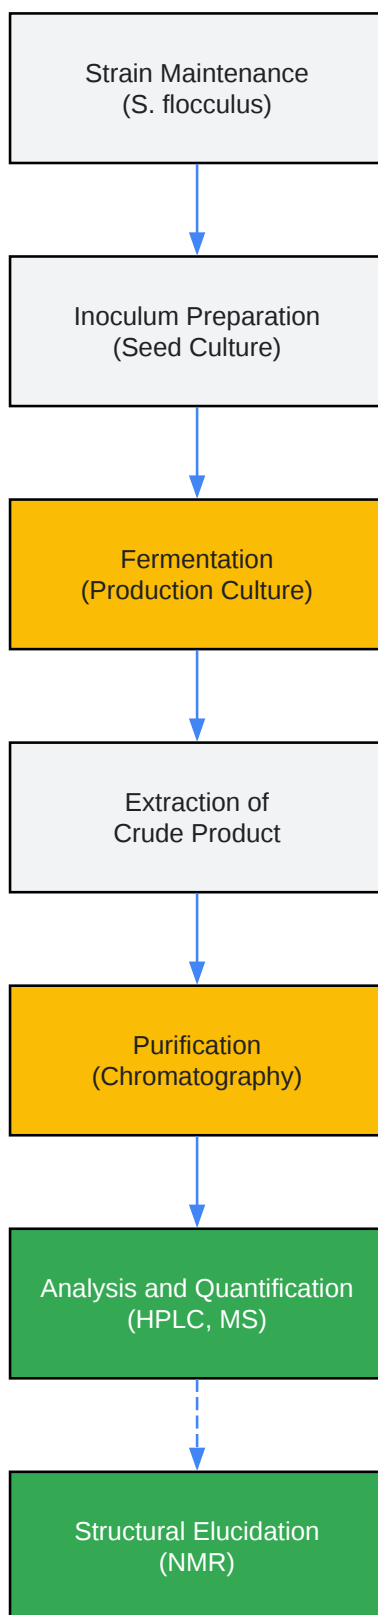 Strain Maintenance
(S. flocculus)
Inoculum Preparation
(Seed Culture)
Fermentation
(Production Culture)
Extraction of
Crude Product
Purification
(Chromatography)
Analysis and Quantification
(HPLC, MS)
Structural Elucidation
(NMR)